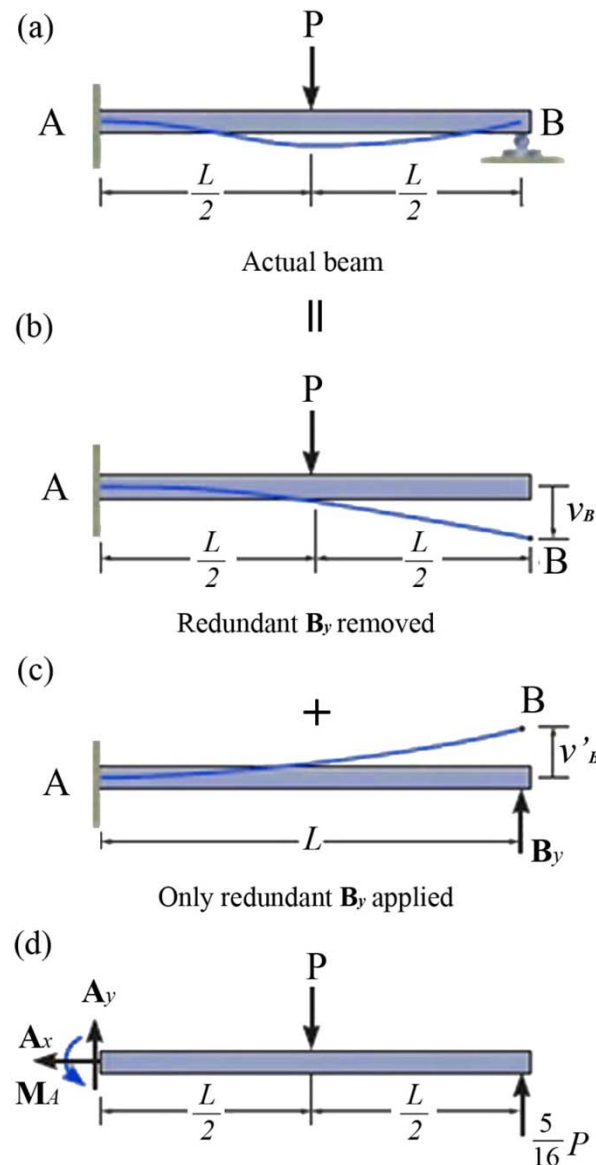 (a)
P
A
B
L/2
L/2
Actual beam
=
(b)
P
A
v_B
L/2
L/2
B
Redundant B_y removed
(c)
+
B
A
v'_B
L
B_y
Only redundant B_y applied
(d)
P
A_y
A_x
M_A
L/2
L/2
5/16 P